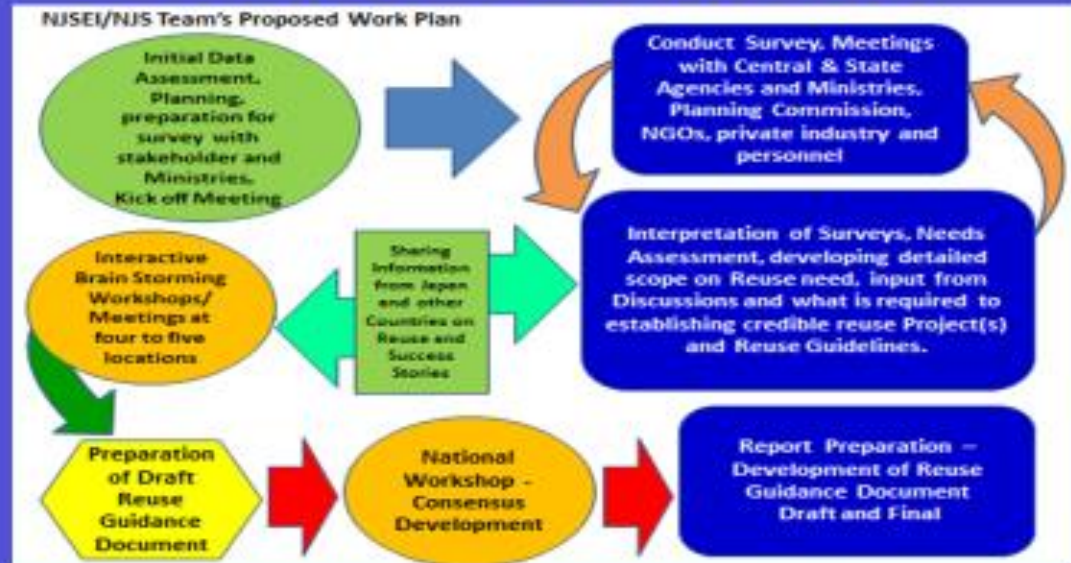 NJSEI/NJS Team's Proposed Work Plan
Initial Data
Assessment,
Planning,
preparation for
survey with
stakeholder and
Ministries,
Kick off Meeting
Conduct Survey, Meetings
with Central & State
Agencies and Ministries,
Planning Commission,
NGOs, private industry and
personnel
Interpretation of Surveys, Needs
Assessment, developing detailed
scope on Reuse need, input from
Discussions and what is required to
establishing credible reuse Project(s)
and Reuse Guidelines.
Sharing
Information
from Japan
and other
Countries on
Reuse and
Success
Stories
Interactive
Brain Storming
Workshops/
Meetings at
four to five
locations
Preparation
of Draft
Reuse
Guidance
Document
National
Workshop -
Consensus
Development
Report Preparation –
Development of Reuse
Guidance Document
Draft and Final